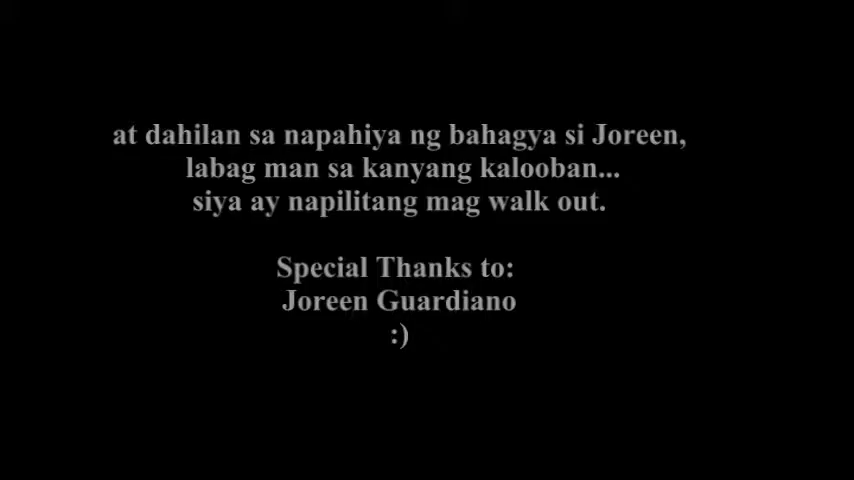 at dahilan sa napahiya ng bahagya si Joreen,
labag man sa kanyang kalooban...
siya ay napilitang mag walk out.
Special Thanks to:
Joreen Guardiano
:)